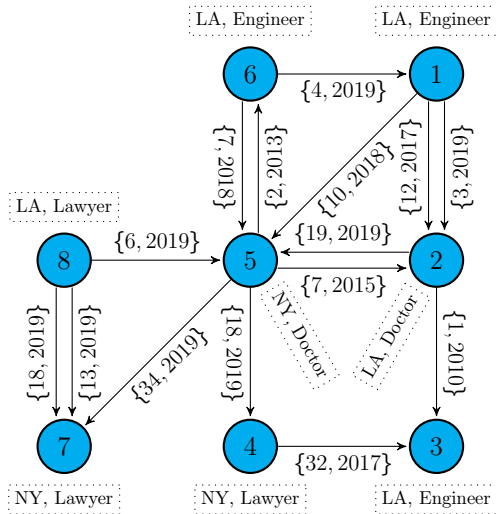 LA, Engineer
LA, Engineer
6
{4, 2019}
1
{7, 2018}
{2, 2013}
{10, 2018}
{12, 2017}
{3, 2019}
LA, Lawyer
8
{6, 2019}
5
{19, 2019}
{7, 2015}
2
NY, Doctor
LA, Doctor
{18, 2019}
{13, 2019}
{34, 2019}
{18, 2019}
{1, 2010}
7
4
{32, 2017}
3
NY, Lawyer
NY, Lawyer
LA, Engineer